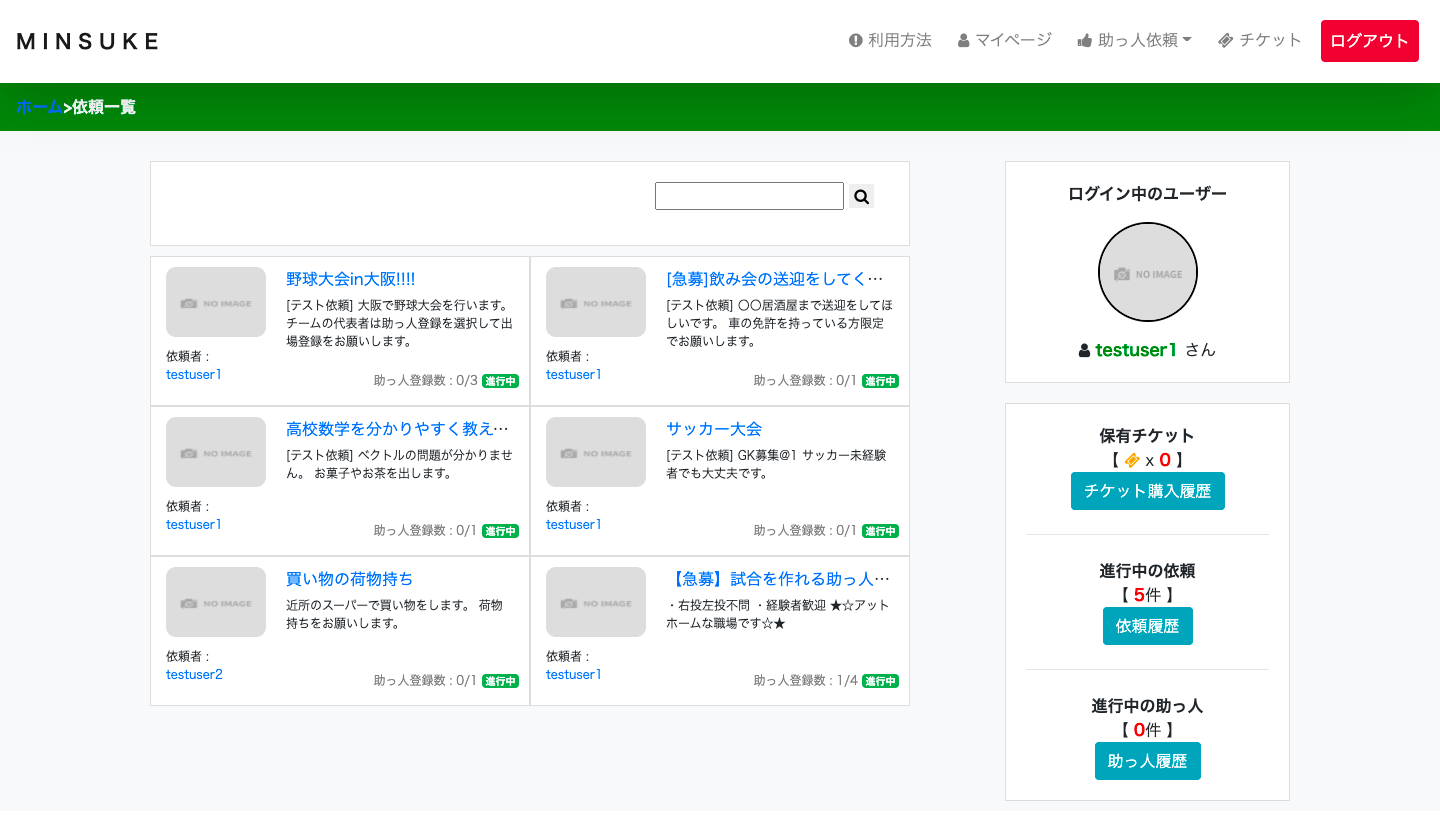 MINSUKE
利用方法 マイページ 助っ人依頼 チケット ログアウト
ホーム>依頼一覧
NO IMAGE
野球大会in大阪!!!!
[テスト依頼] 大阪で野球大会を行います。
チームの代表者は助っ人登録を選択して出
場登録をお願いします。
依頼者 :
testuser1
助っ人登録数 : 0/3 進行中
NO IMAGE
[急募]飲み会の送迎をしてく…
[テスト依頼] 〇〇居酒屋まで送迎をしてほ
しいです。 車の免許を持っている方限定
でお願いします。
依頼者 :
testuser1
助っ人登録数 : 0/1 進行中
NO IMAGE
高校数学を分かりやすく教え…
[テスト依頼] ベクトルの問題が分かりませ
ん。 お菓子やお茶を出します。
依頼者 :
testuser1
助っ人登録数 : 0/1 進行中
NO IMAGE
サッカー大会
[テスト依頼] GK募集@1 サッカー未経験
者でも大丈夫です。
依頼者 :
testuser1
助っ人登録数 : 0/1 進行中
NO IMAGE
買い物の荷物持ち
近所のスーパーで買い物をします。 荷物
持ちをお願いします。
依頼者 :
testuser2
助っ人登録数 : 0/1 進行中
NO IMAGE
【急募】試合を作れる助っ人…
・右投左投不問 ・経験者歓迎 ★☆アット
ホームな職場です☆★
依頼者 :
testuser1
助っ人登録数 : 1/4 進行中
ログイン中のユーザー
NO IMAGE
testuser1 さん
保有チケット
【 x 0 】
チケット購入履歴
進行中の依頼
【 5件 】
依頼履歴
進行中の助っ人
【 0件 】
助っ人履歴